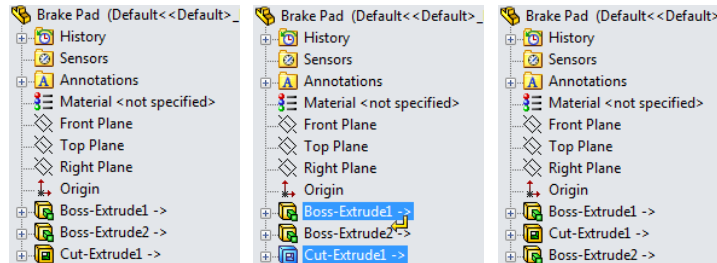 Brake Pad (Default<<Default>_
History
Sensors
Annotations
Material <not specified>
Front Plane
Top Plane
Right Plane
Origin
Boss-Extrude1 ->
Boss-Extrude2 ->
Cut-Extrude1 ->
Brake Pad (Default<<Default>_
History
Sensors
Annotations
Material <not specified>
Front Plane
Top Plane
Right Plane
Origin
Boss-Extrude1 ->
Boss-Extrude2 ->
Cut-Extrude1 ->
Brake Pad (Default<<Default>
History
Sensors
Annotations
Material <not specified>
Front Plane
Top Plane
Right Plane
Origin
Boss-Extrude1 ->
Cut-Extrude1 ->
Boss-Extrude2 ->